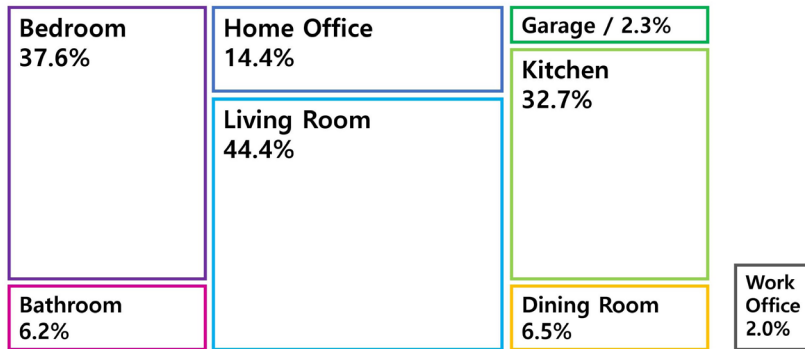 Bedroom
37.6%
Home Office
14.4%
Garage / 2.3%
Kitchen
32.7%
Living Room
44.4%
Bathroom
6.2%
Dining Room
6.5%
Work
Office
2.0%